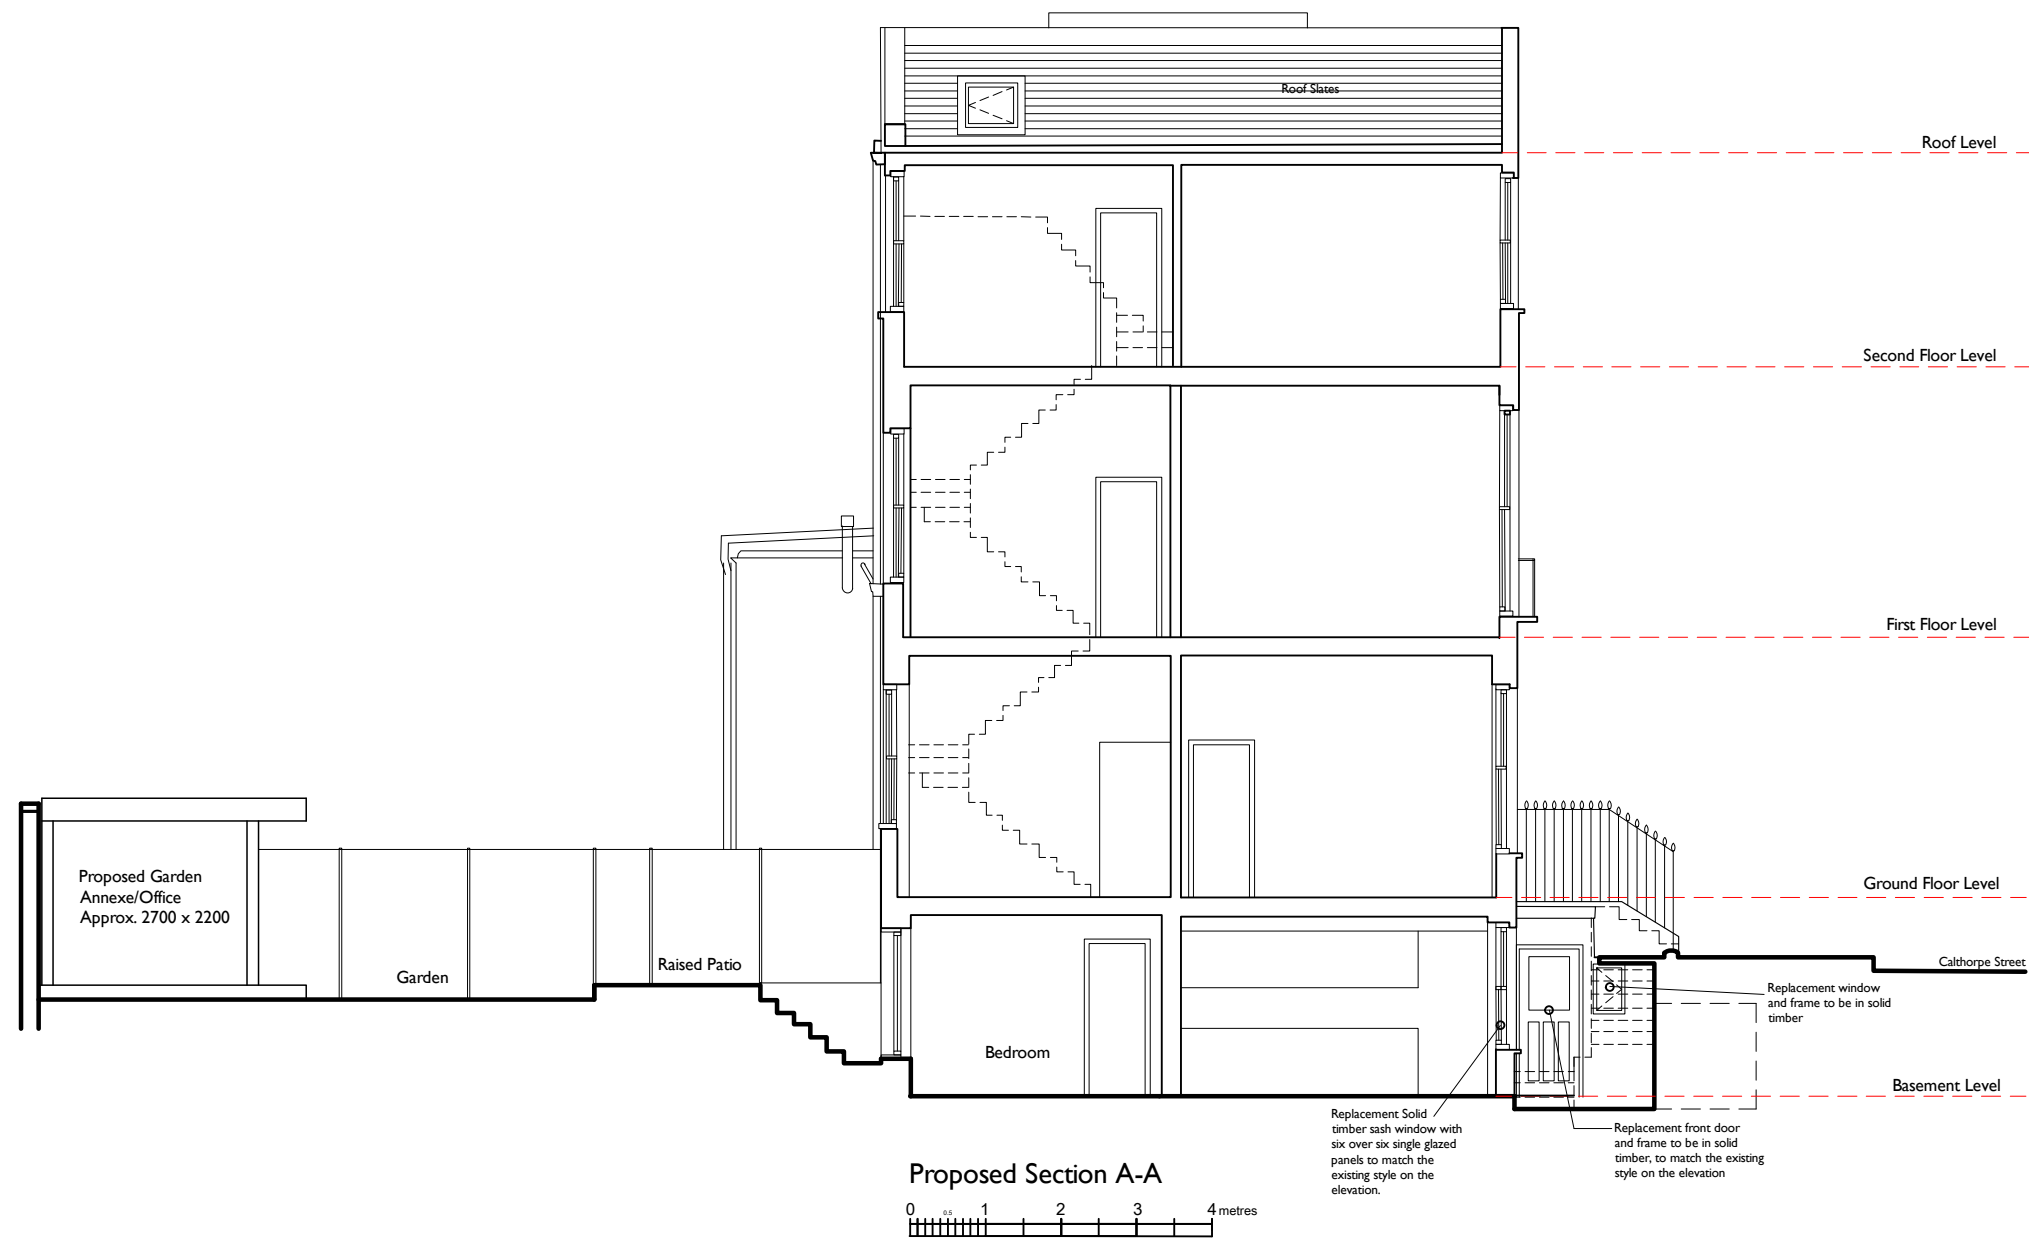 Roof Slates
Roof Level
Second Floor Level
First Floor Level
Ground Floor Level
Proposed Garden
Annexe/Office
Approx. 2700 x 2200
Garden
Raised Patio
Bedroom
Calthorpe Street
Replacement window
and frame to be in solid
timber
Basement Level
Replacement Solid
timber sash window with
six over six single glazed
panels to match the
existing style on the
elevation.
Replacement front door
and frame to be in solid
timber, to match the existing
style on the elevation
Proposed Section A-A
0 0.5 1 2 3 4 metres